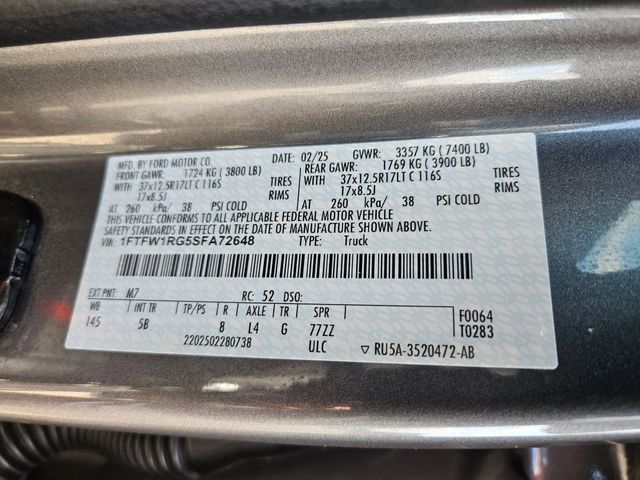 MFD. BY FORD MOTOR CO.
DATE: 02/25 GVWR: 3357 KG (7400 LB)
FRONT GAWR: 1724 KG (3800 LB)
REAR GAWR: 1769 KG (3900 LB)
WITH 37x12.5R17LT C 116S TIRES
WITH 37x12.5R17LT C 116S TIRES
17x8.5J RIMS
17x8.5J RIMS
AT 260 kPa/ 38 PSI COLD
AT 260 kPa/ 38 PSI COLD
THIS VEHICLE CONFORMS TO ALL APPLICABLE FEDERAL MOTOR VEHICLE
SAFETY STANDARDS IN EFFECT ON THE DATE OF MANUFACTURE SHOWN ABOVE.
VIN: 1FTFW1RG5SFA72648 TYPE: Truck
EXT PNT: M7 RC: 52 DSO:
WB INT TR TP/PS R AXLE TR SPR
145 5B 8 L4 G 77ZZ
2202502280738 ULC
F0064
T0283
▽ RU5A-3520472-AB